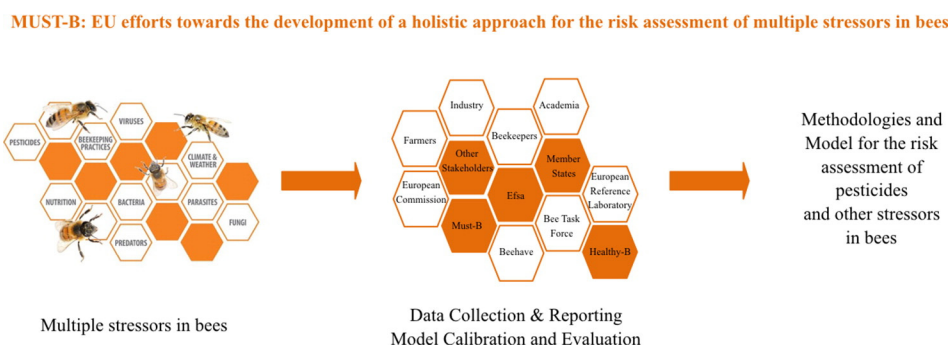 MUST-B: EU efforts towards the development of a holistic approach for the risk assessment of multiple stressors in bees
PESTICIDES
BEEKEEPING
PRACTICES
VIRUSES
CLIMATE &
WEATHER
NUTRITION
BACTERIA
PARASITES
FUNGI
PREDATORS
Multiple stressors in bees
Industry
Academia
Farmers
Beekeepers
Other
Stakeholders
Member
States
European
Commission
Efsa
European
Reference
Laboratory
Must-B
Bee Task
Force
Beehave
Healthy-B
Data Collection & Reporting
Model Calibration and Evaluation
Methodologies and
Model for the risk
assessment of
pesticides
and other stressors
in bees